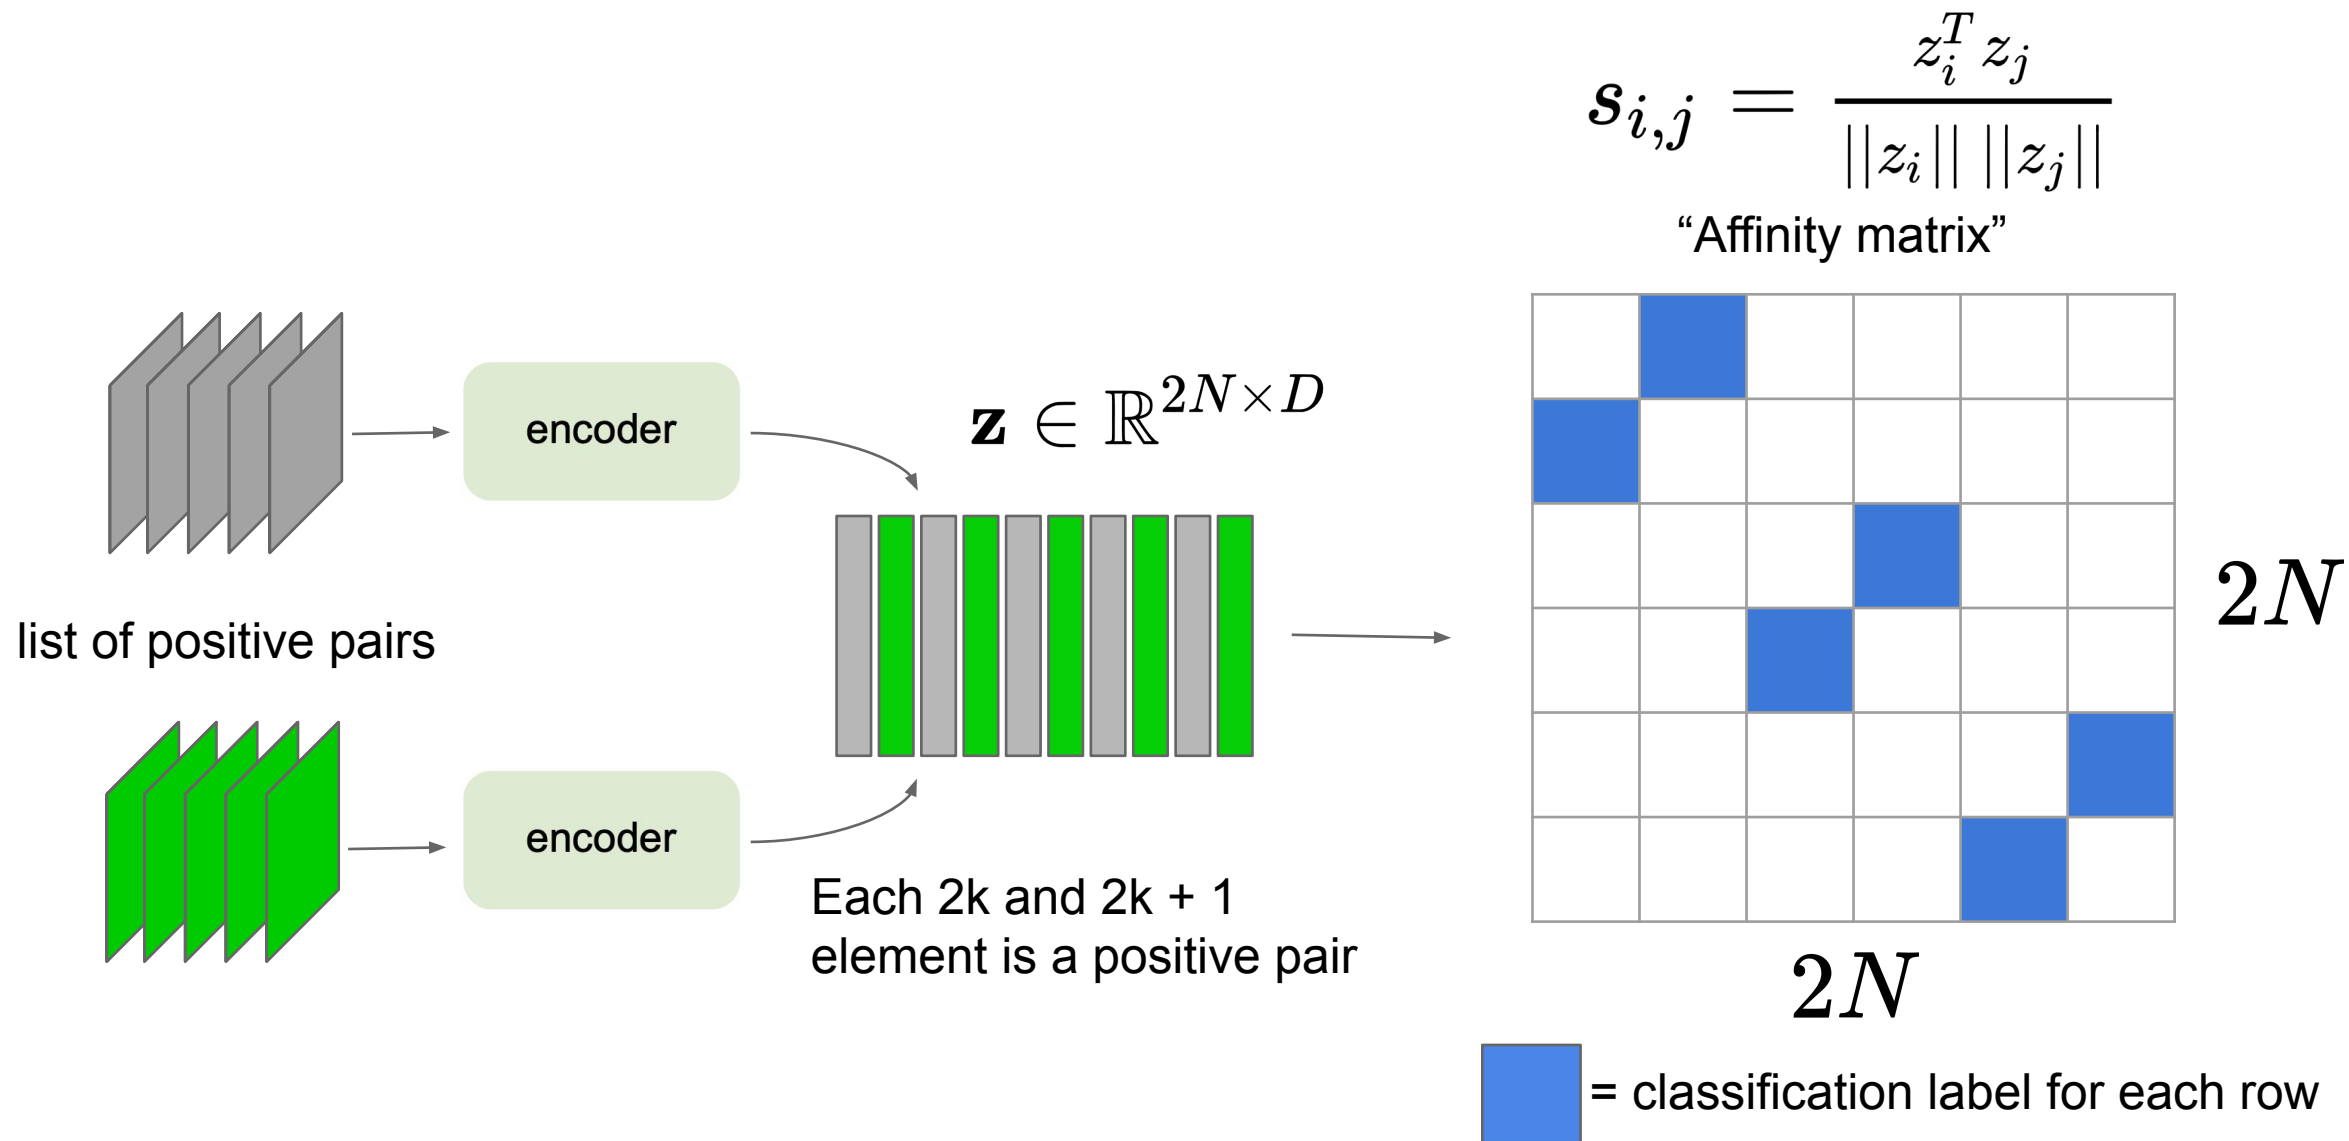 s_{i,j} = \frac{z_i^T z_j}{||z_i|| ||z_j||}
“Affinity matrix”
encoder
z ∈ ℝ^{2N×D}
list of positive pairs
2N
encoder
Each 2k and 2k + 1
element is a positive pair
2N
= classification label for each row